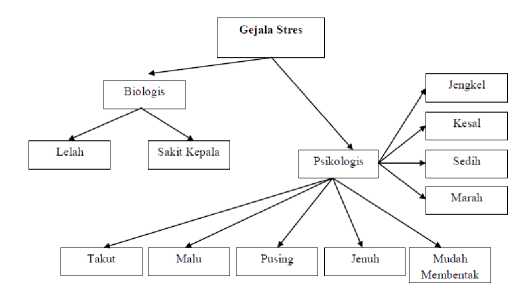 Gejala Stres
Biologis
Jengkel
Kesal
Lelah
Sakit Kepala
Psikologis
Sedih
Marah
Takut
Malu
Pusing
Jenuh
Mudah
Membentak